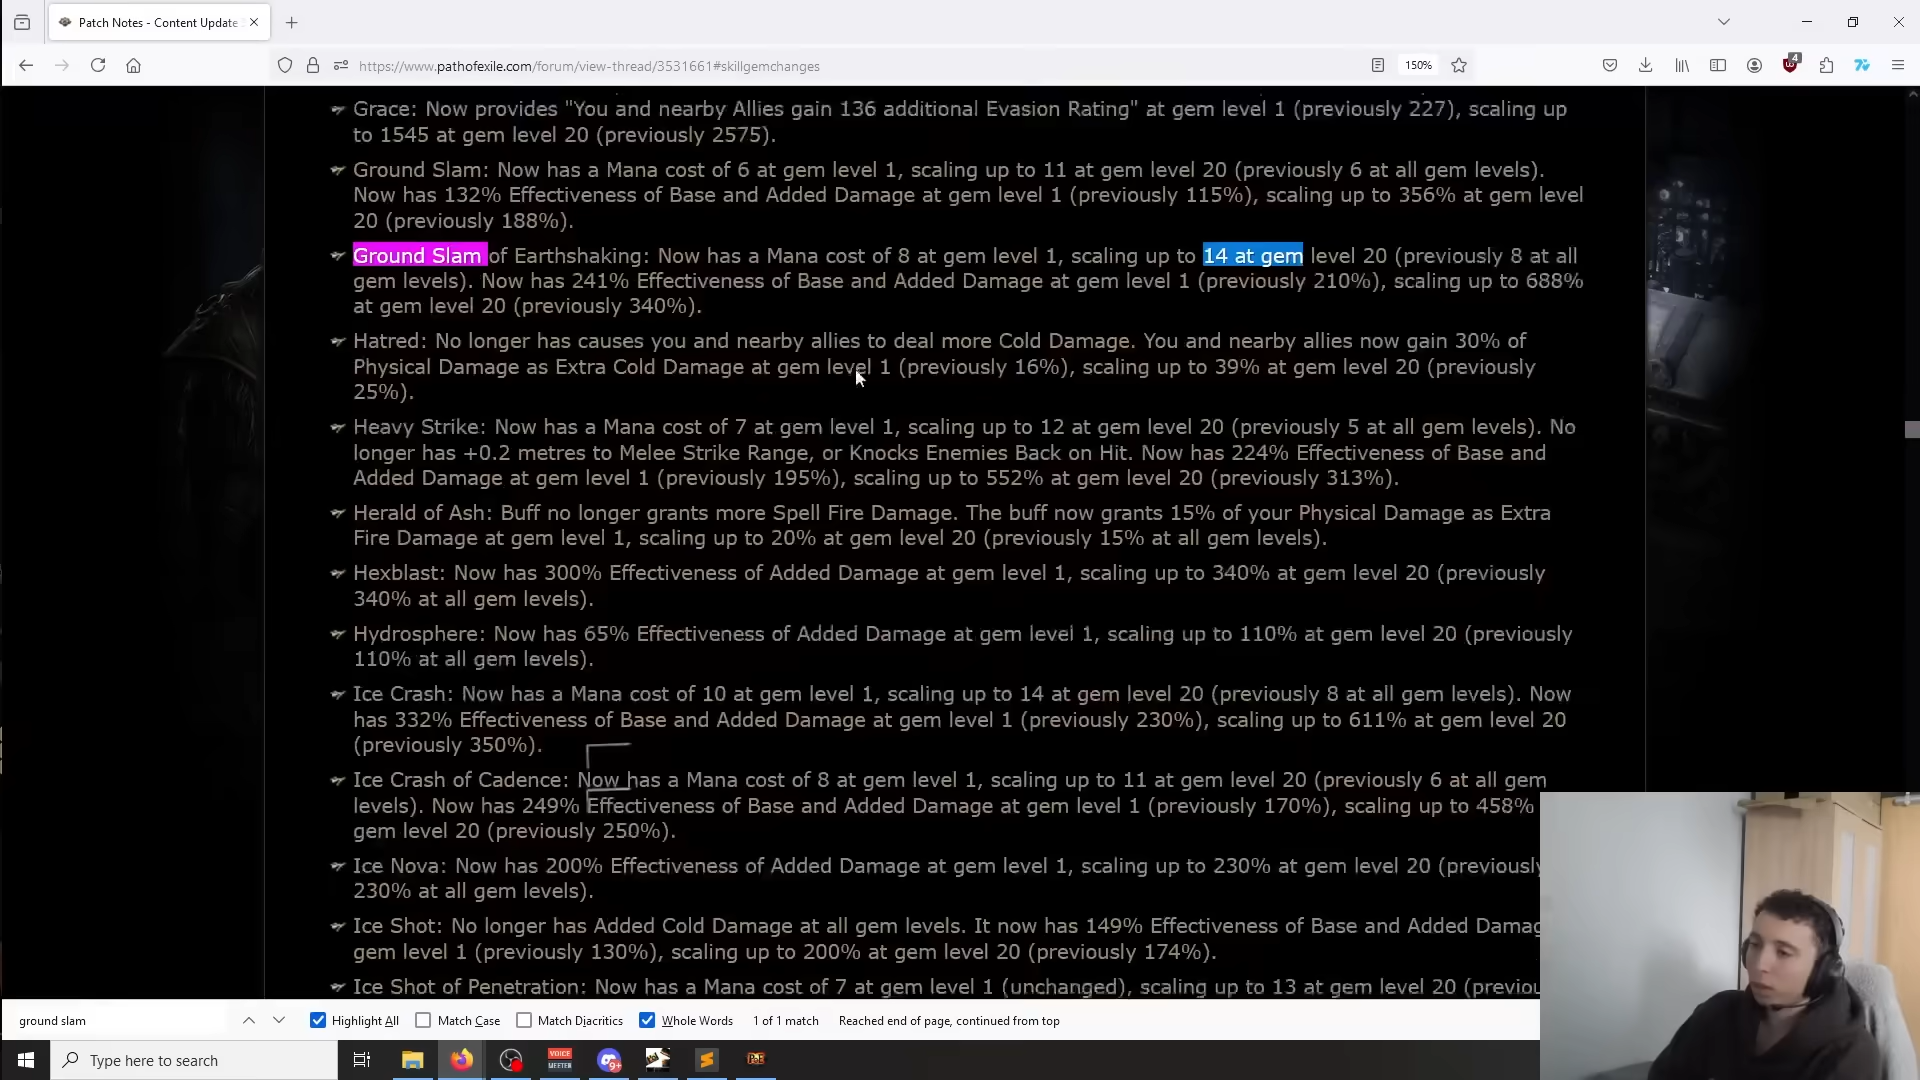 Patch Notes - Content Update
https://www.pathofexile.com/forum/view-thread/3531661#skillgemchanges
150%
4
Grace: Now provides "You and nearby Allies gain 136 additional Evasion Rating" at gem level 1 (previously 227), scaling up
to 1545 at gem level 20 (previously 2575).
Ground Slam: Now has a Mana cost of 6 at gem level 1, scaling up to 11 at gem level 20 (previously 6 at all gem levels).
Now has 132% Effectiveness of Base and Added Damage at gem level 1 (previously 115%), scaling up to 356% at gem level
20 (previously 188%).
Ground Slam of Earthshaking: Now has a Mana cost of 8 at gem level 1, scaling up to 14 at gem level 20 (previously 8 at all
gem levels). Now has 241% Effectiveness of Base and Added Damage at gem level 1 (previously 210%), scaling up to 688%
at gem level 20 (previously 340%).
Hatred: No longer has causes you and nearby allies to deal more Cold Damage. You and nearby allies now gain 30% of
Physical Damage as Extra Cold Damage at gem level 1 (previously 16%), scaling up to 39% at gem level 20 (previously
25%).
Heavy Strike: Now has a Mana cost of 7 at gem level 1, scaling up to 12 at gem level 20 (previously 5 at all gem levels). No
longer has +0.2 metres to Melee Strike Range, or Knocks Enemies Back on Hit. Now has 224% Effectiveness of Base and
Added Damage at gem level 1 (previously 195%), scaling up to 552% at gem level 20 (previously 313%).
Herald of Ash: Buff no longer grants more Spell Fire Damage. The buff now grants 15% of your Physical Damage as Extra
Fire Damage at gem level 1, scaling up to 20% at gem level 20 (previously 15% at all gem levels).
Hexblast: Now has 300% Effectiveness of Added Damage at gem level 1, scaling up to 340% at gem level 20 (previously
340% at all gem levels).
Hydrosphere: Now has 65% Effectiveness of Added Damage at gem level 1, scaling up to 110% at gem level 20 (previously
110% at all gem levels).
Ice Crash: Now has a Mana cost of 10 at gem level 1, scaling up to 14 at gem level 20 (previously 8 at all gem levels). Now
has 332% Effectiveness of Base and Added Damage at gem level 1 (previously 230%), scaling up to 611% at gem level 20
(previously 350%).
Ice Crash of Cadence: Now has a Mana cost of 8 at gem level 1, scaling up to 11 at gem level 20 (previously 6 at all gem
levels). Now has 249% Effectiveness of Base and Added Damage at gem level 1 (previously 170%), scaling up to 458%
gem level 20 (previously 250%).
Ice Nova: Now has 200% Effectiveness of Added Damage at gem level 1, scaling up to 230% at gem level 20 (previously
230% at all gem levels).
Ice Shot: No longer has Added Cold Damage at all gem levels. It now has 149% Effectiveness of Base and Added Damag
gem level 1 (previously 130%), scaling up to 200% at gem level 20 (previously 174%).
Ice Shot of Penetration: Now has a Mana cost of 7 at gem level 1 (unchanged), scaling up to 13 at gem level 20 (previou
ground slam
Highlight All
Match Case
Match Diacritics
Whole Words
1 of 1 match
Reached end of page, continued from top
Type here to search
VOICE
MEETER
9+